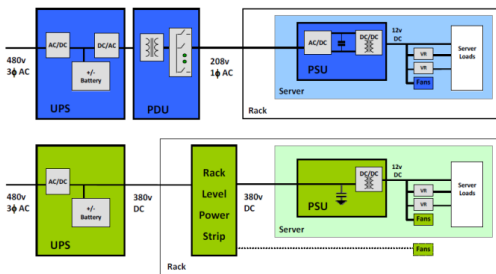 Rack
Server
AC/DC
DC/AC
+/-
Battery
UPS
480v
3ϕ AC
PDU
208v
1ϕ AC
AC/DC
DC/DC
PSU
12v
DC
VR
VR
Fans
Server
Loads
Server
Rack
AC/DC
+/-
Battery
UPS
480v
3ϕ AC
380v
DC
Rack
Level
Power
Strip
380v
DC
DC/DC
PSU
12v
DC
VR
VR
Fans
Server
Loads
Server
Fans
Rack